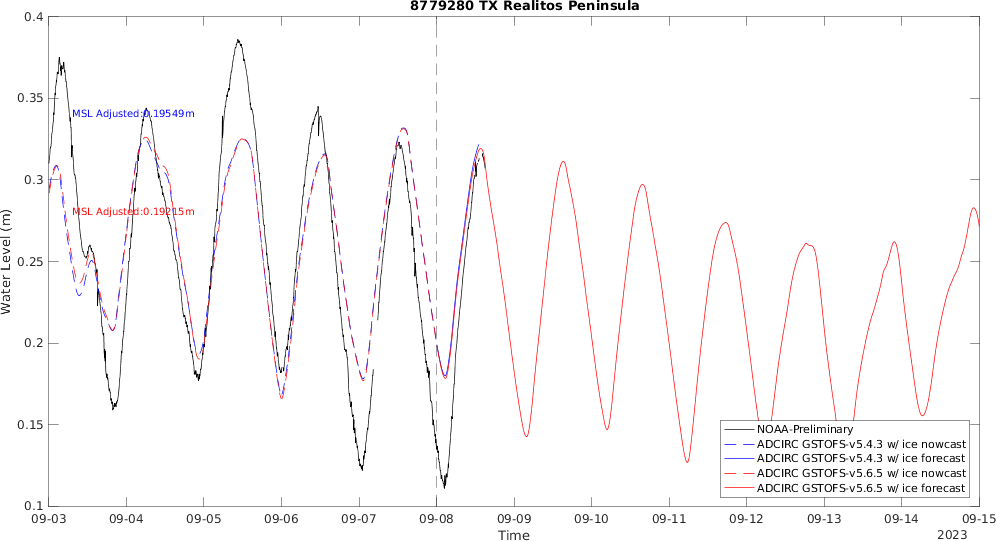 8779280 TX Realitos Peninsula
0.4
0.35
0.3
0.25
0.2
0.15
0.1
Water Level (m)
MSL Adjusted:0.19549m
MSL Adjusted:0.19215m
NOAA-Preliminary
ADCIRC GSTOFS-v5.4.3 w/ ice nowcast
ADCIRC GSTOFS-v5.4.3 w/ ice forecast
ADCIRC GSTOFS-v5.6.5 w/ ice nowcast
ADCIRC GSTOFS-v5.6.5 w/ ice forecast
09-03 09-04 09-05 09-06 09-07 09-08 09-09 09-10 09-11 09-12 09-13 09-14 09-15
Time
2023